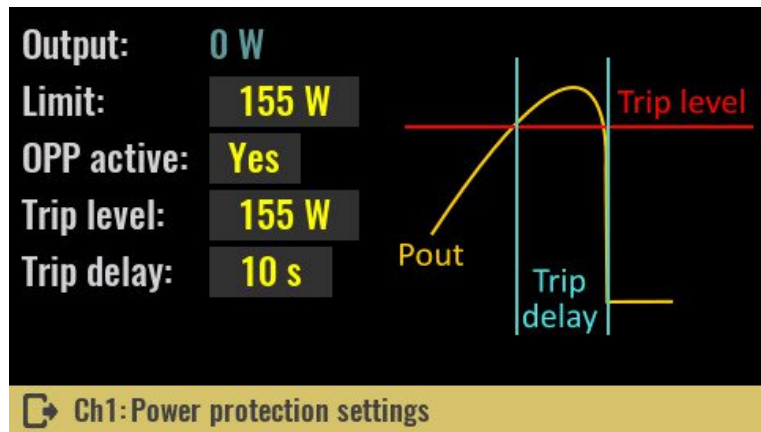 Output: 0 W
Limit: 155 W
OPP active: Yes
Trip level: 155 W
Trip delay: 10 s
Trip level
Pout
Trip
delay
Ch1: Power protection settings